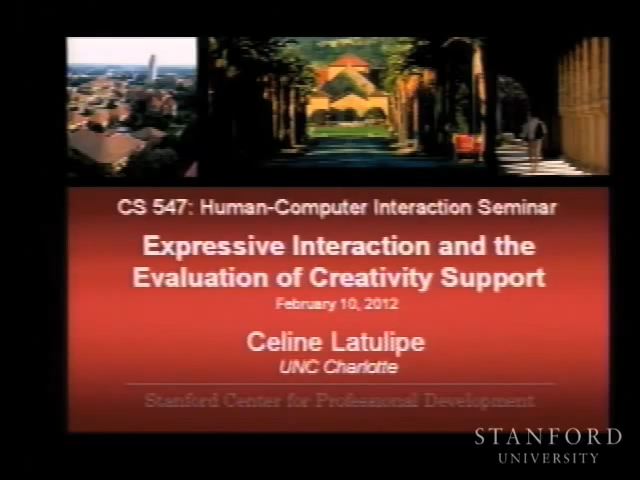 CS 547: Human-Computer Interaction Seminar
Expressive Interaction and the
Evaluation of Creativity Support
February 10, 2012
Celine Latulipe
UNC Charlotte
Stanford Center for Professional Development
STANFORD
UNIVERSITY